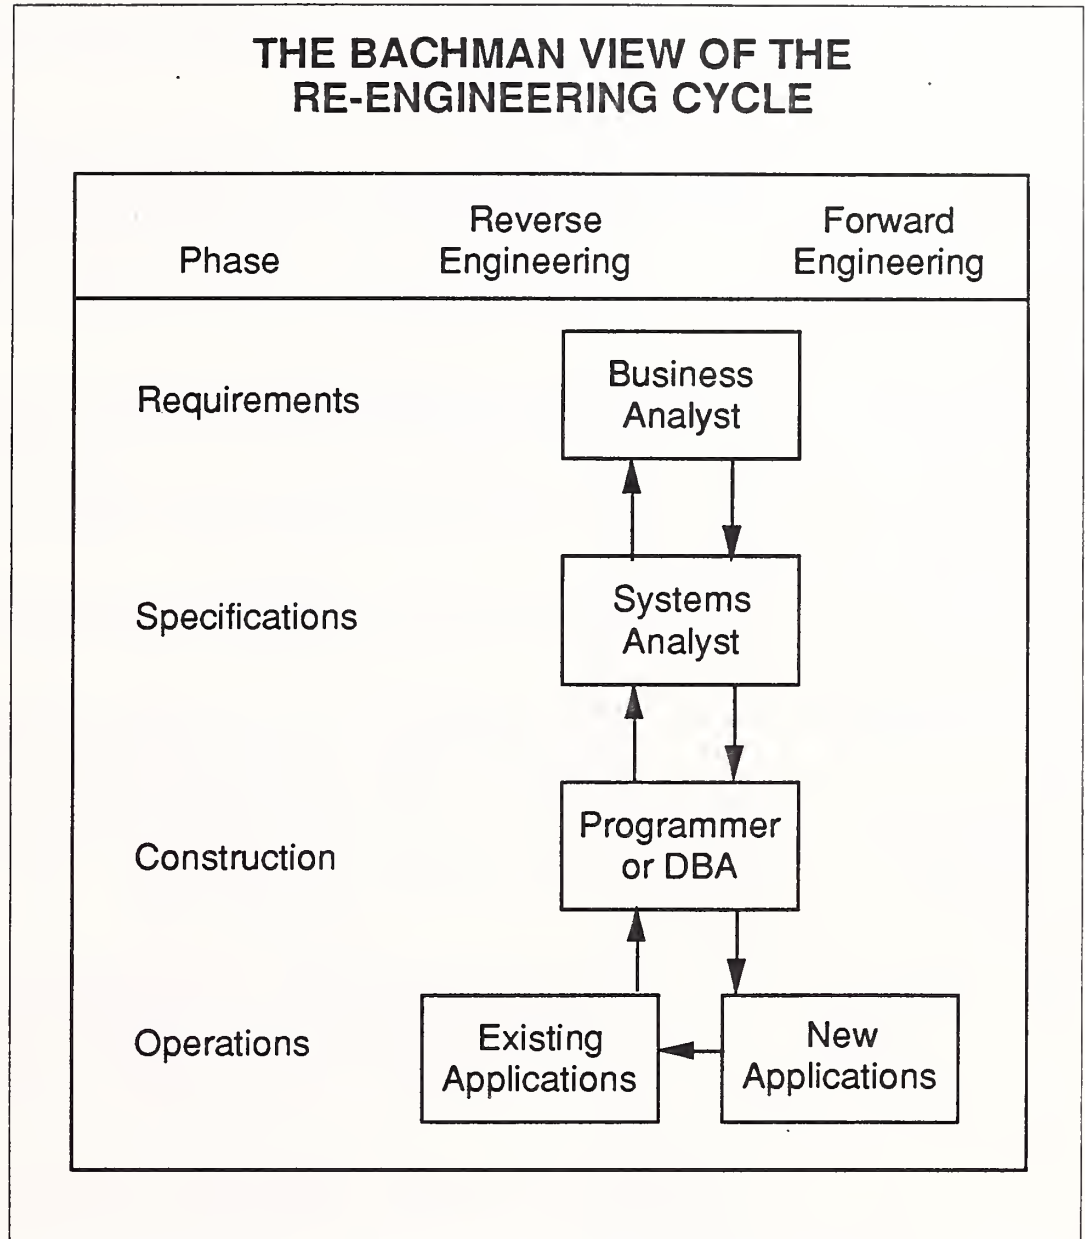 THE BACHMAN VIEW OF THE
RE-ENGINEERING CYCLE
Phase
Reverse
Engineering
Forward
Engineering
Requirements
Business
Analyst
Specifications
Systems
Analyst
Construction
Programmer
or DBA
Operations
Existing
Applications
New
Applications